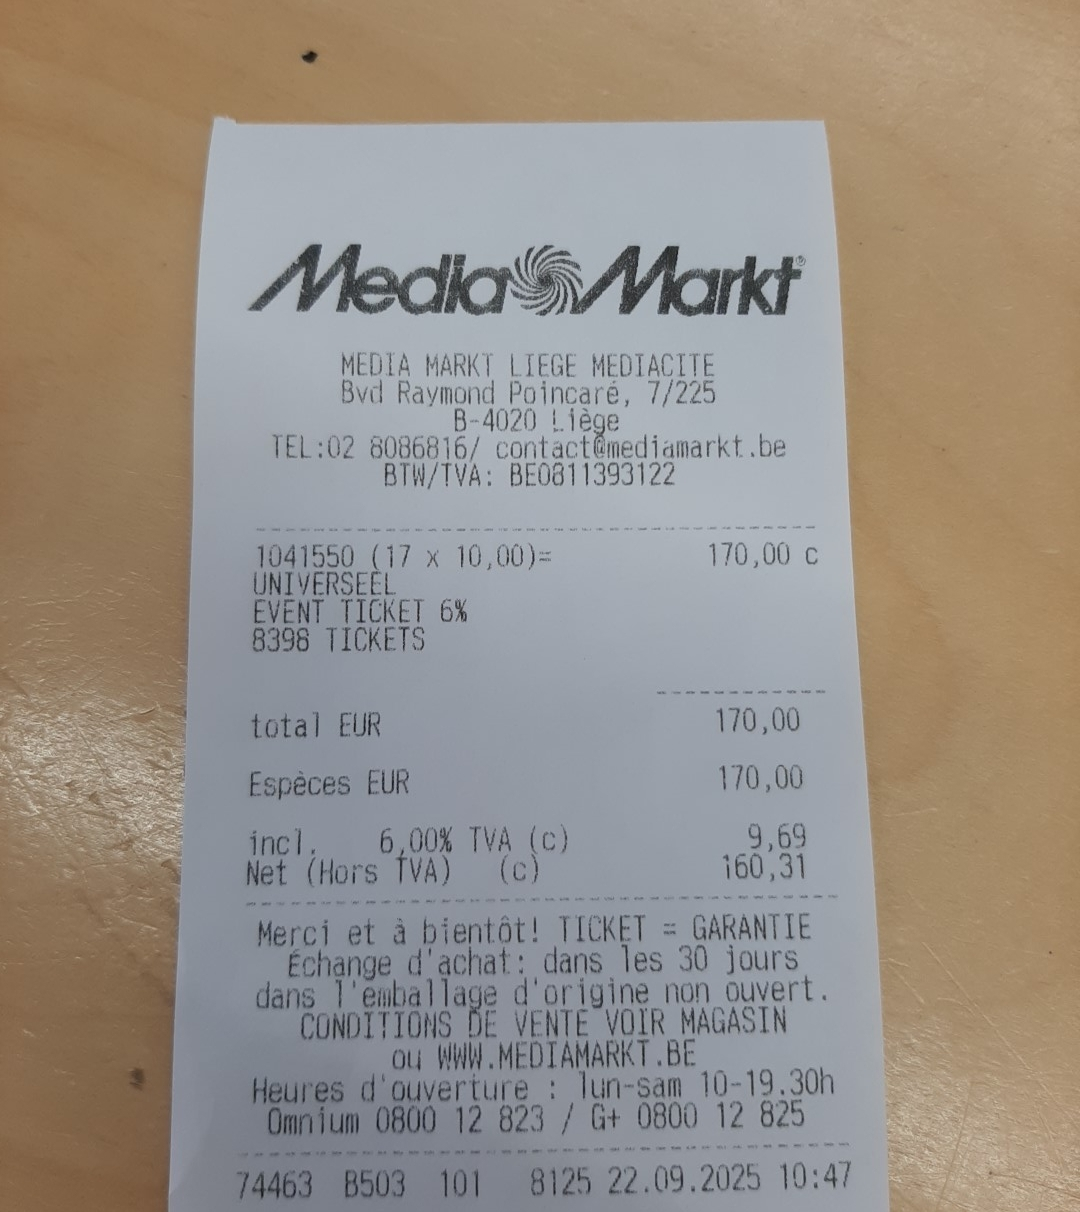 Media Markt®
MEDIA MARKT LIEGE MEDIACITE
Bvd Raymond Poincaré, 7/225
B-4020 Liège
TEL:02 8086816/ contact@mediamarkt.be
BTW/TVA: BE0811393122
1041550 (17 x 10,00)= 170,00 c
UNIVERSEEL
EVENT TICKET 6%
8398 TICKETS
total EUR 170,00
Espèces EUR 170,00
incl. 6,00% TVA (c) 9,69
Net (Hors TVA) (c) 160,31
Merci et à bientôt! TICKET = GARANTIE
Échange d'achat: dans les 30 jours
dans l'emballage d'origine non ouvert.
CONDITIONS DE VENTE VOIR MAGASIN
ou WWW.MEDIAMARKT.BE
Heures d'ouverture : lun-sam 10-19.30h
Omnium 0800 12 823 / G+ 0800 12 825
74463 B503 101 8125 22.09.2025 10:47